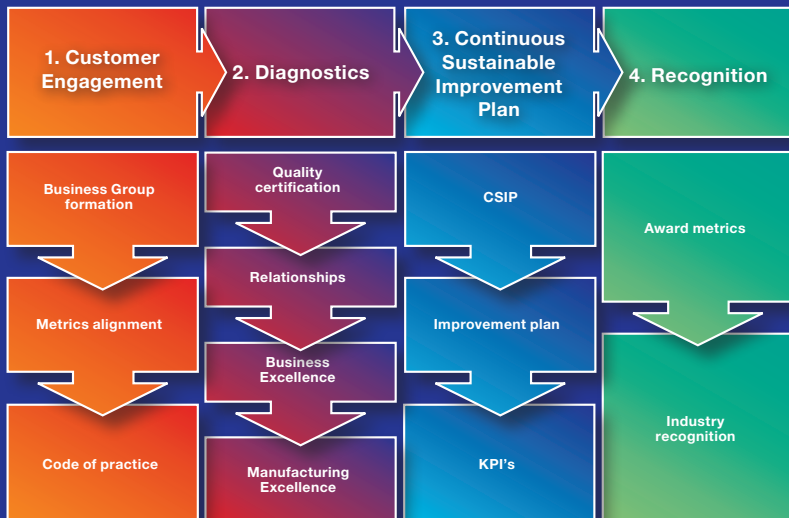 1. Customer
Engagement
2. Diagnostics
3. Continuous
Sustainable
Improvement
Plan
4. Recognition
Business Group
formation
Metrics alignment
Code of practice
Quality
certification
Relationships
Business
Excellence
Manufacturing
Excellence
CSIP
Improvement plan
KPI's
Award metrics
Industry
recognition